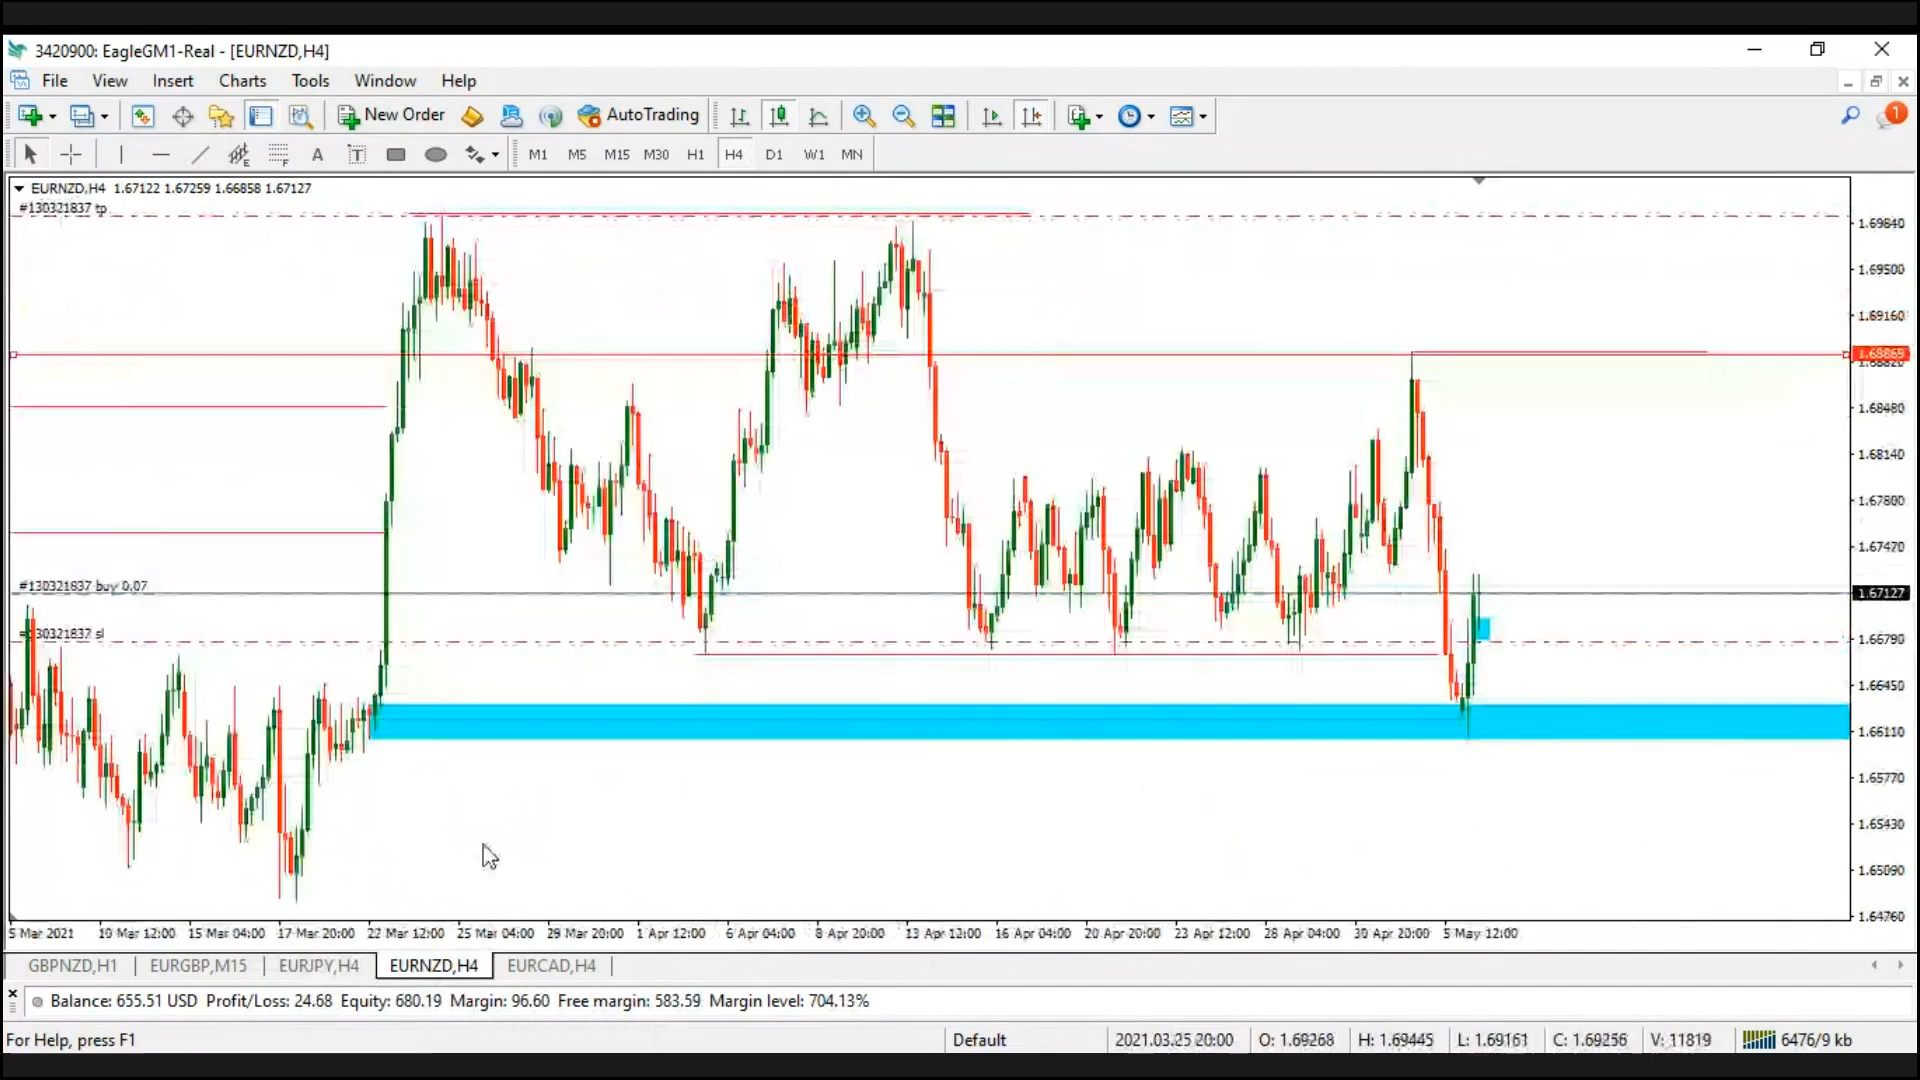 3420900: EagleGM1-Real - [EURNZD,H4]
File View Insert Charts Tools Window Help
New Order AutoTrading 1
A T M1 M5 M15 M30 H1 H4 D1 W1 MN
EURNZD,H4 1.67122 1.67259 1.66858 1.67127
#130321837 tp
1.69840
1.69500
1.69160
1.68869
1.68820
1.68480
1.68140
1.67800
1.67470
#130321837 buy 0.07
1.67127
#130321837 sl
1.66790
1.66450
1.66110
1.65770
1.65430
1.65090
1.64760
5 Mar 2021 10 Mar 12:00 15 Mar 04:00 17 Mar 20:00 22 Mar 12:00 25 Mar 04:00 29 Mar 20:00 1 Apr 12:00 6 Apr 04:00 8 Apr 20:00 13 Apr 12:00 16 Apr 04:00 20 Apr 20:00 23 Apr 12:00 28 Apr 04:00 30 Apr 20:00 5 May 12:00
GBPNZD,H1 EURGBP,M15 EURJPY,H4 EURNZD,H4 EURCAD,H4
Balance: 655.51 USD Profit/Loss: 24.68 Equity: 680.19 Margin: 96.60 Free margin: 583.59 Margin level: 704.13%
For Help, press F1 Default 2021.03.25 20:00 O: 1.69268 H: 1.69445 L: 1.69161 C: 1.69256 V: 11819 6476/9 kb